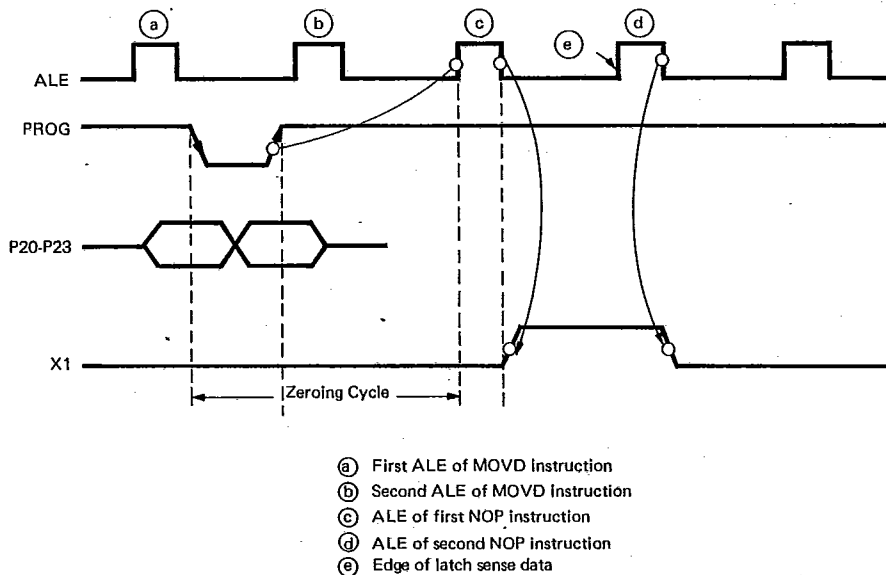 a b c d
e
ALE
PROG
P20-P23
X1
Zeroing Cycle
a First ALE of MOVD instruction
b Second ALE of MOVD instruction
c ALE of first NOP instruction
d ALE of second NOP instruction
e Edge of latch sense data